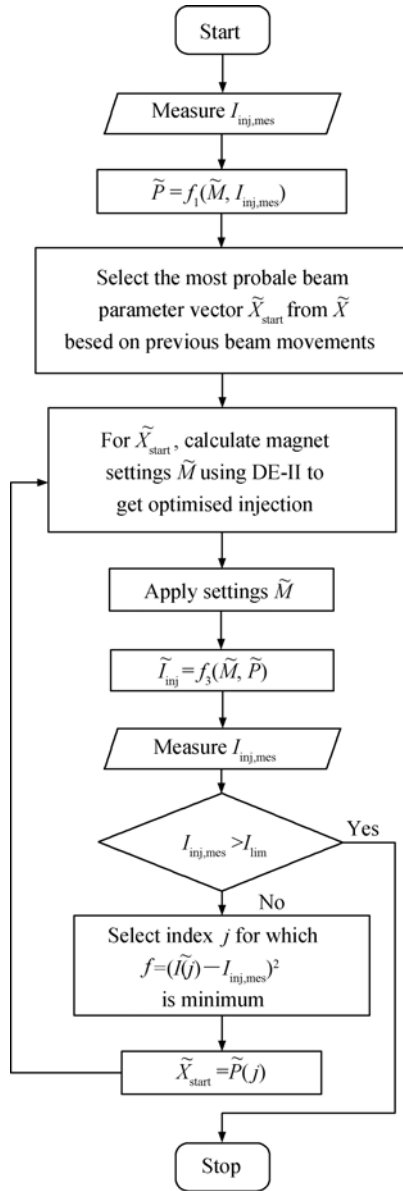 Start
Measure I_inj,mes
P̃ = f₁(M̃, I_inj,mes)
Select the most probale beam
parameter vector X̃_start from X̃
besed on previous beam movements
For X̃_start, calculate magnet
settings M̃ using DE-II to
get optimised injection
Apply settings M̃
Ĩ_inj = f₃(M̃, P̃)
Measure I_inj,mes
I_inj,mes >I_lim
Yes
No
Select index j for which
f=(Ĩ(j)−I_inj,mes)²
is minimum
X̃_start =P̃(j)
Stop